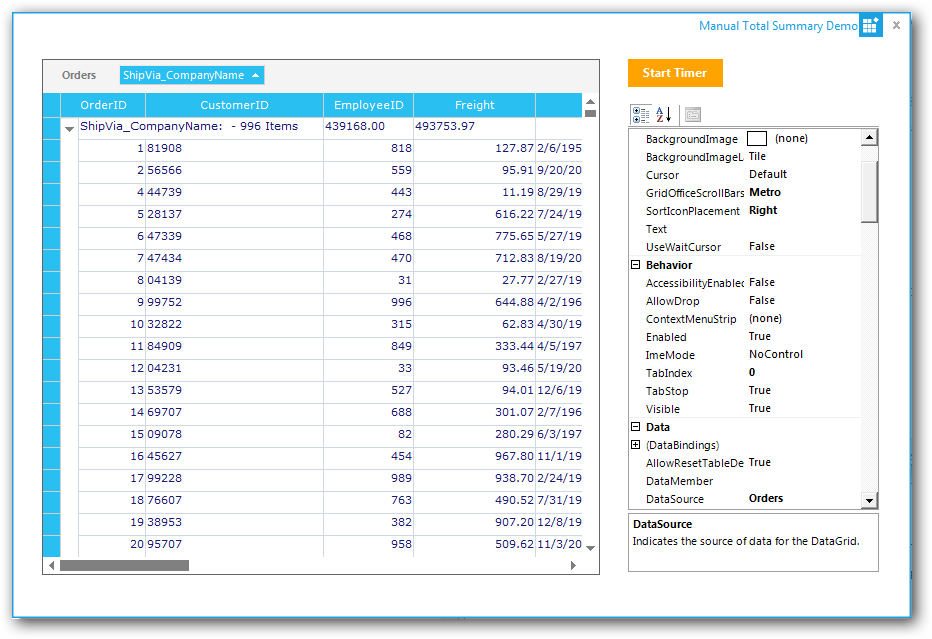 Manual Total Summary Demo
Orders ShipVia_CompanyName
Start Timer
OrderID CustomerID EmployeeID Freight
ShipVia_CompanyName: - 996 Items 439168.00 493753.97
1 81908 818 127.87 2/6/195
2 56566 559 95.91 9/20/20
4 44739 443 11.19 8/29/19
5 28137 274 616.22 7/24/19
6 47339 468 775.65 5/27/19
7 47434 470 712.83 8/19/20
8 04139 31 27.77 2/27/19
9 99752 996 644.88 4/2/196
10 32822 315 62.83 4/30/19
11 84909 849 333.44 4/5/197
12 04231 33 93.46 5/19/20
13 53579 527 94.01 12/6/19
14 69707 688 301.07 2/7/196
15 09078 82 280.29 6/3/197
16 45627 454 967.80 11/1/19
17 99228 989 938.70 2/24/19
18 76607 763 490.52 7/31/19
19 38953 382 907.20 12/8/19
20 95707 958 509.62 11/3/20
BackgroundImage (none)
BackgroundImageL Tile
Cursor Default
GridOfficeScrollBars Metro
SortIconPlacement Right
Text
UseWaitCursor False
Behavior
AccessibilityEnabled False
AllowDrop False
ContextMenuStrip (none)
Enabled True
ImeMode NoControl
TabIndex 0
TabStop True
Visible True
Data
(DataBindings)
AllowResetTableDe True
DataMember
DataSource Orders
DataSource
Indicates the source of data for the DataGrid.